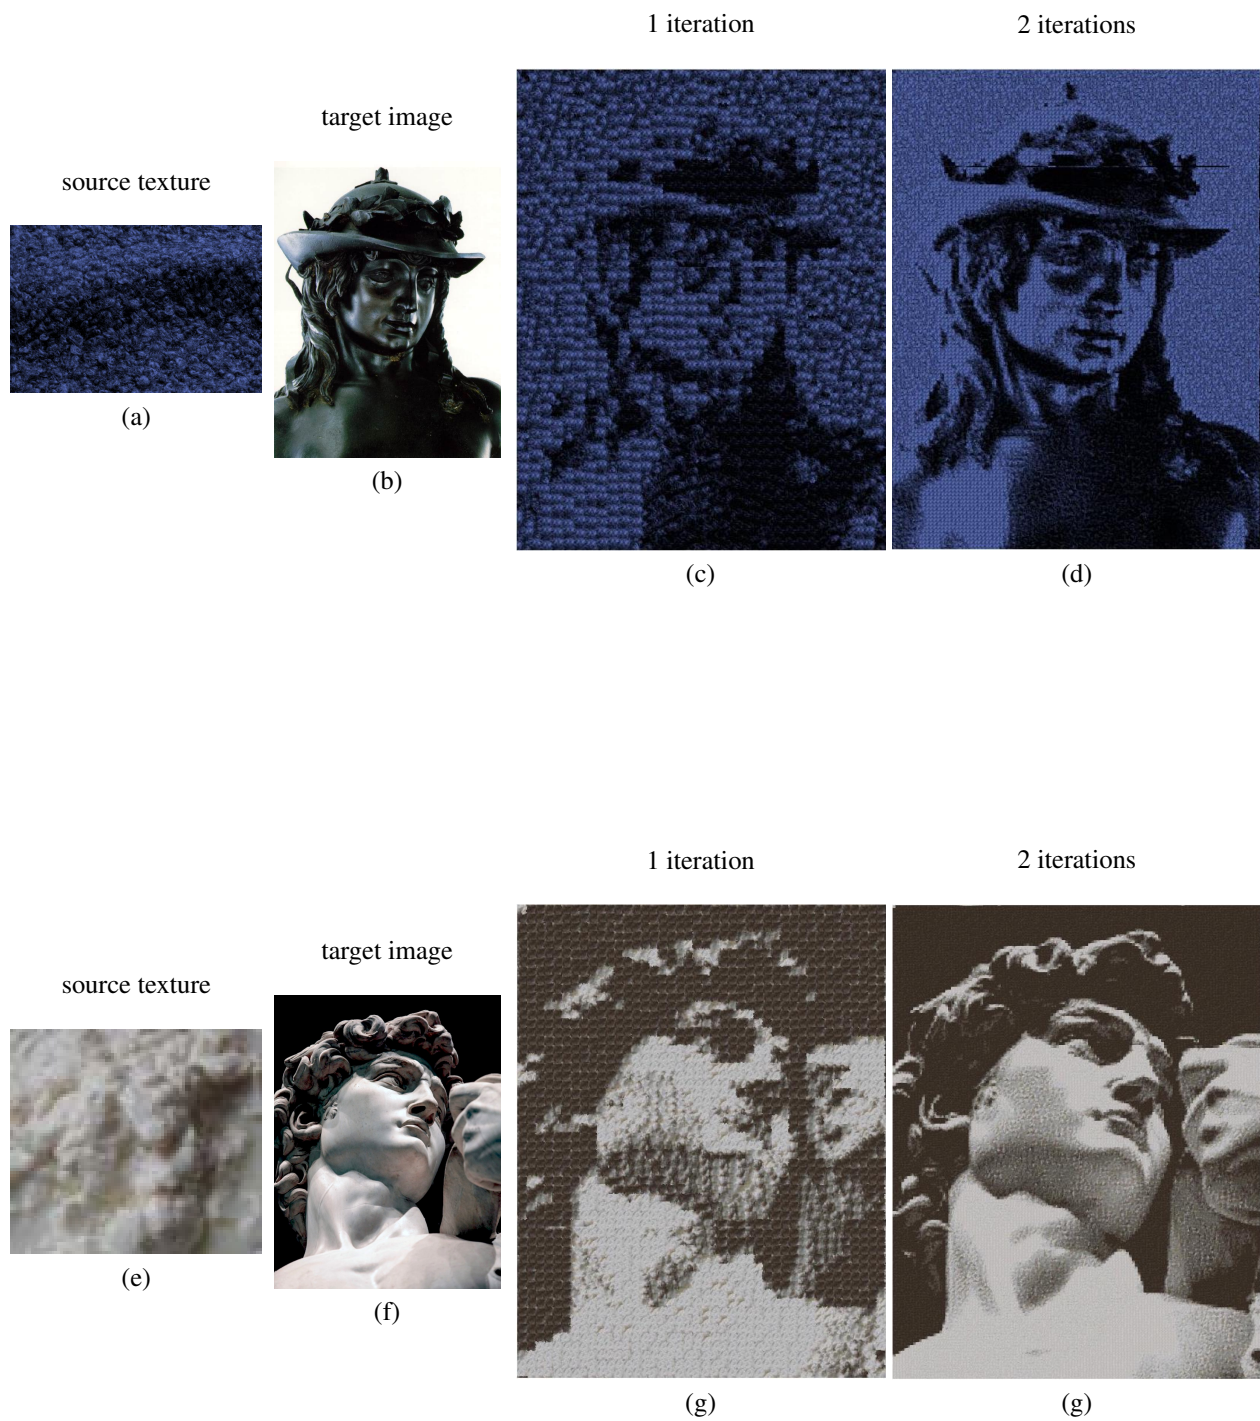 1 iteration
2 iterations
target image
source texture
(a)
(b)
(c)
(d)
1 iteration
2 iterations
target image
source texture
(e)
(f)
(g)
(g)